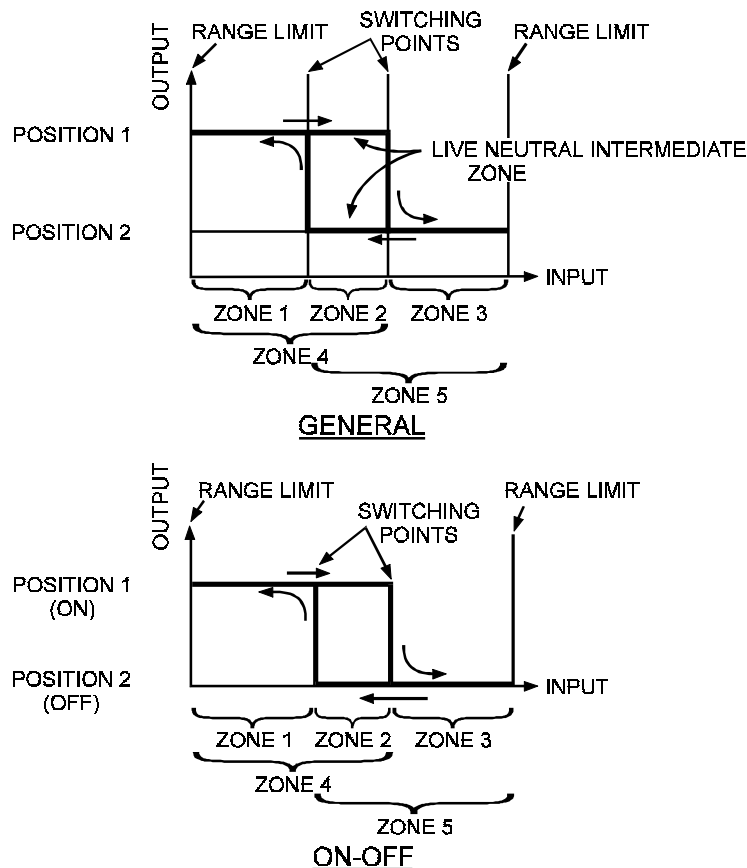 OUTPUT
RANGE LIMIT
SWITCHING
POINTS
RANGE LIMIT
POSITION 1
LIVE NEUTRAL INTERMEDIATE
ZONE
POSITION 2
INPUT
ZONE 1
ZONE 2
ZONE 3
ZONE 4
ZONE 5
GENERAL
OUTPUT
RANGE LIMIT
SWITCHING
POINTS
RANGE LIMIT
POSITION 1
(ON)
POSITION 2
(OFF)
INPUT
ZONE 1
ZONE 2
ZONE 3
ZONE 4
ZONE 5
ON-OFF